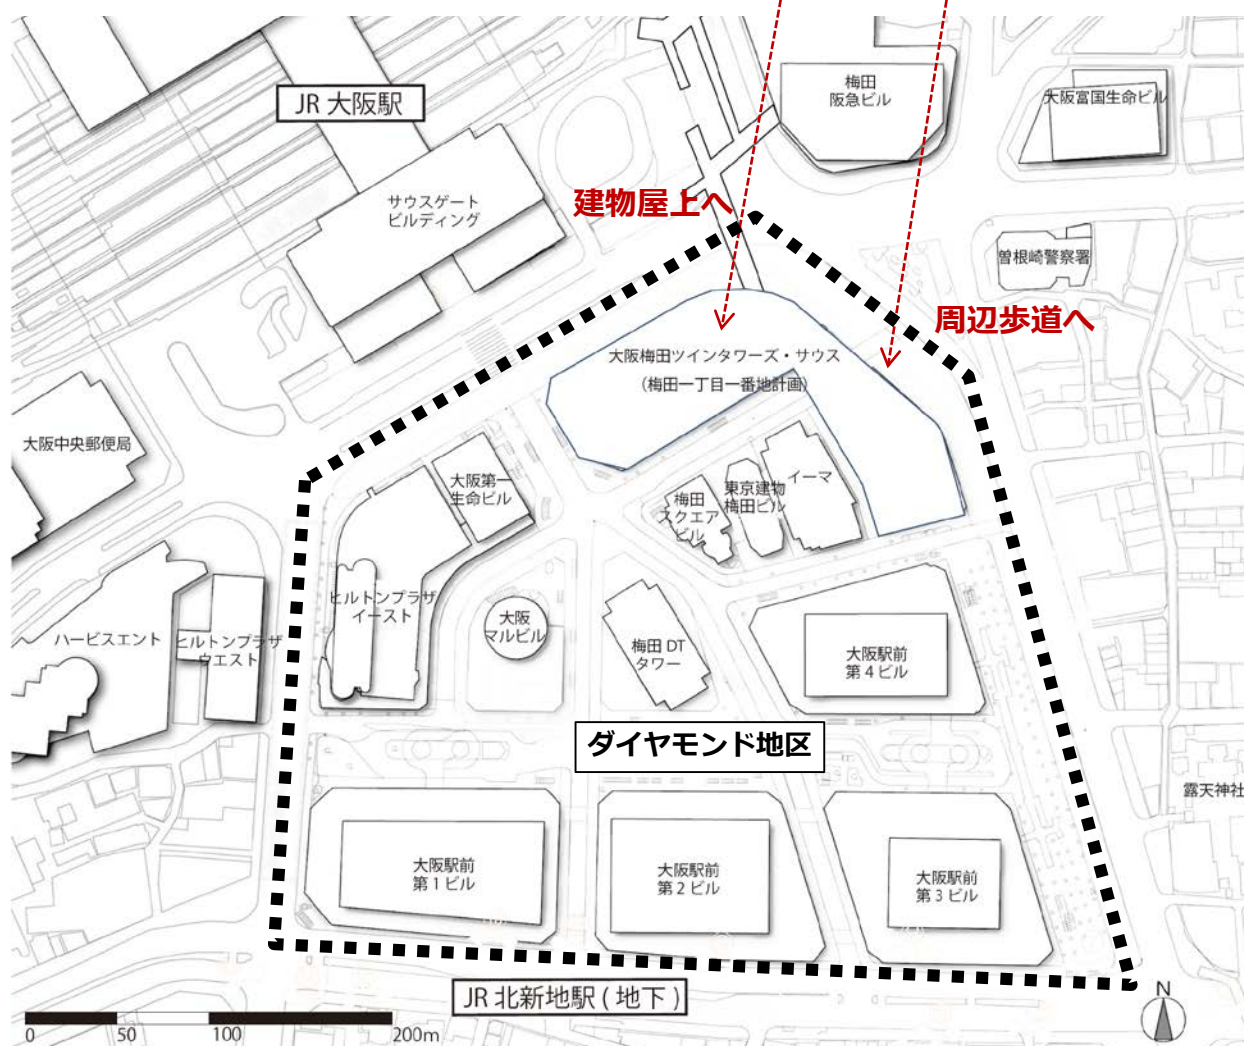 梅田
阪急ビル
大阪富国生命ビル
JR 大阪駅
サウスゲート
ビルディング
建物屋上へ
曽根崎警察署
周辺歩道へ
大阪梅田ツインタワーズ・サウス
(梅田一丁目一番地計画)
大阪中央郵便局
大阪第一
生命ビル
梅田
スクエア
ビル
東京建物
梅田ビル
イーマ
ヒルトンプラザ
イースト
ハービスエント
ヒルトンプラザ
ウエスト
大阪
マルビル
梅田 DT
タワー
大阪駅前
第 4 ビル
ダイヤモンド地区
露天神社
大阪駅前
第 1 ビル
大阪駅前
第 2 ビル
大阪駅前
第 3 ビル
JR 北新地駅 ( 地下 )
N
0 50 100 200m